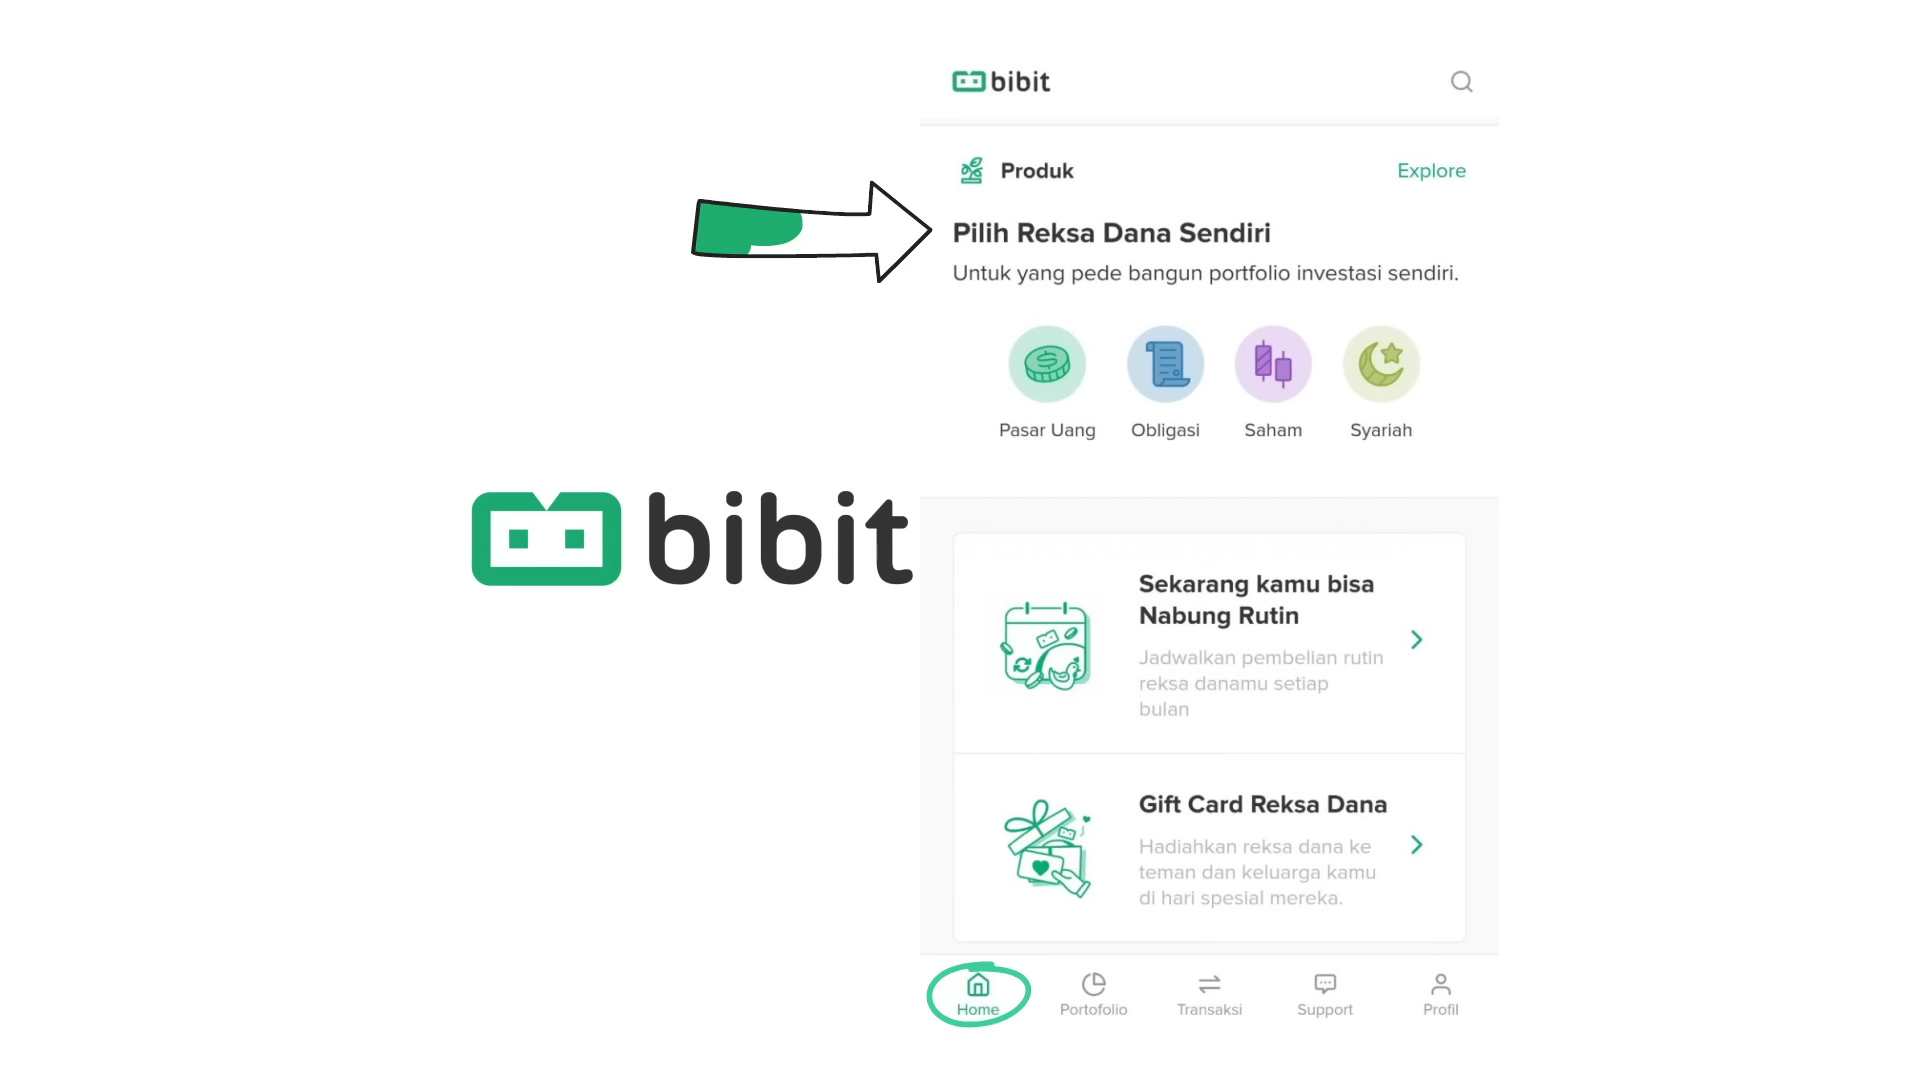 bibit
bibit
Produk
Explore
Pilih Reksa Dana Sendiri
Untuk yang pede bangun portfolio investasi sendiri.
Pasar Uang
Obligasi
Saham
Syariah
Sekarang kamu bisa
Nabung Rutin
Jadwalkan pembelian rutin
reksa danamu setiap
bulan
Gift Card Reksa Dana
Hadiahkan reksa dana ke
teman dan keluarga kamu
di hari spesial mereka.
Home
Portofolio
Transaksi
Support
Profil